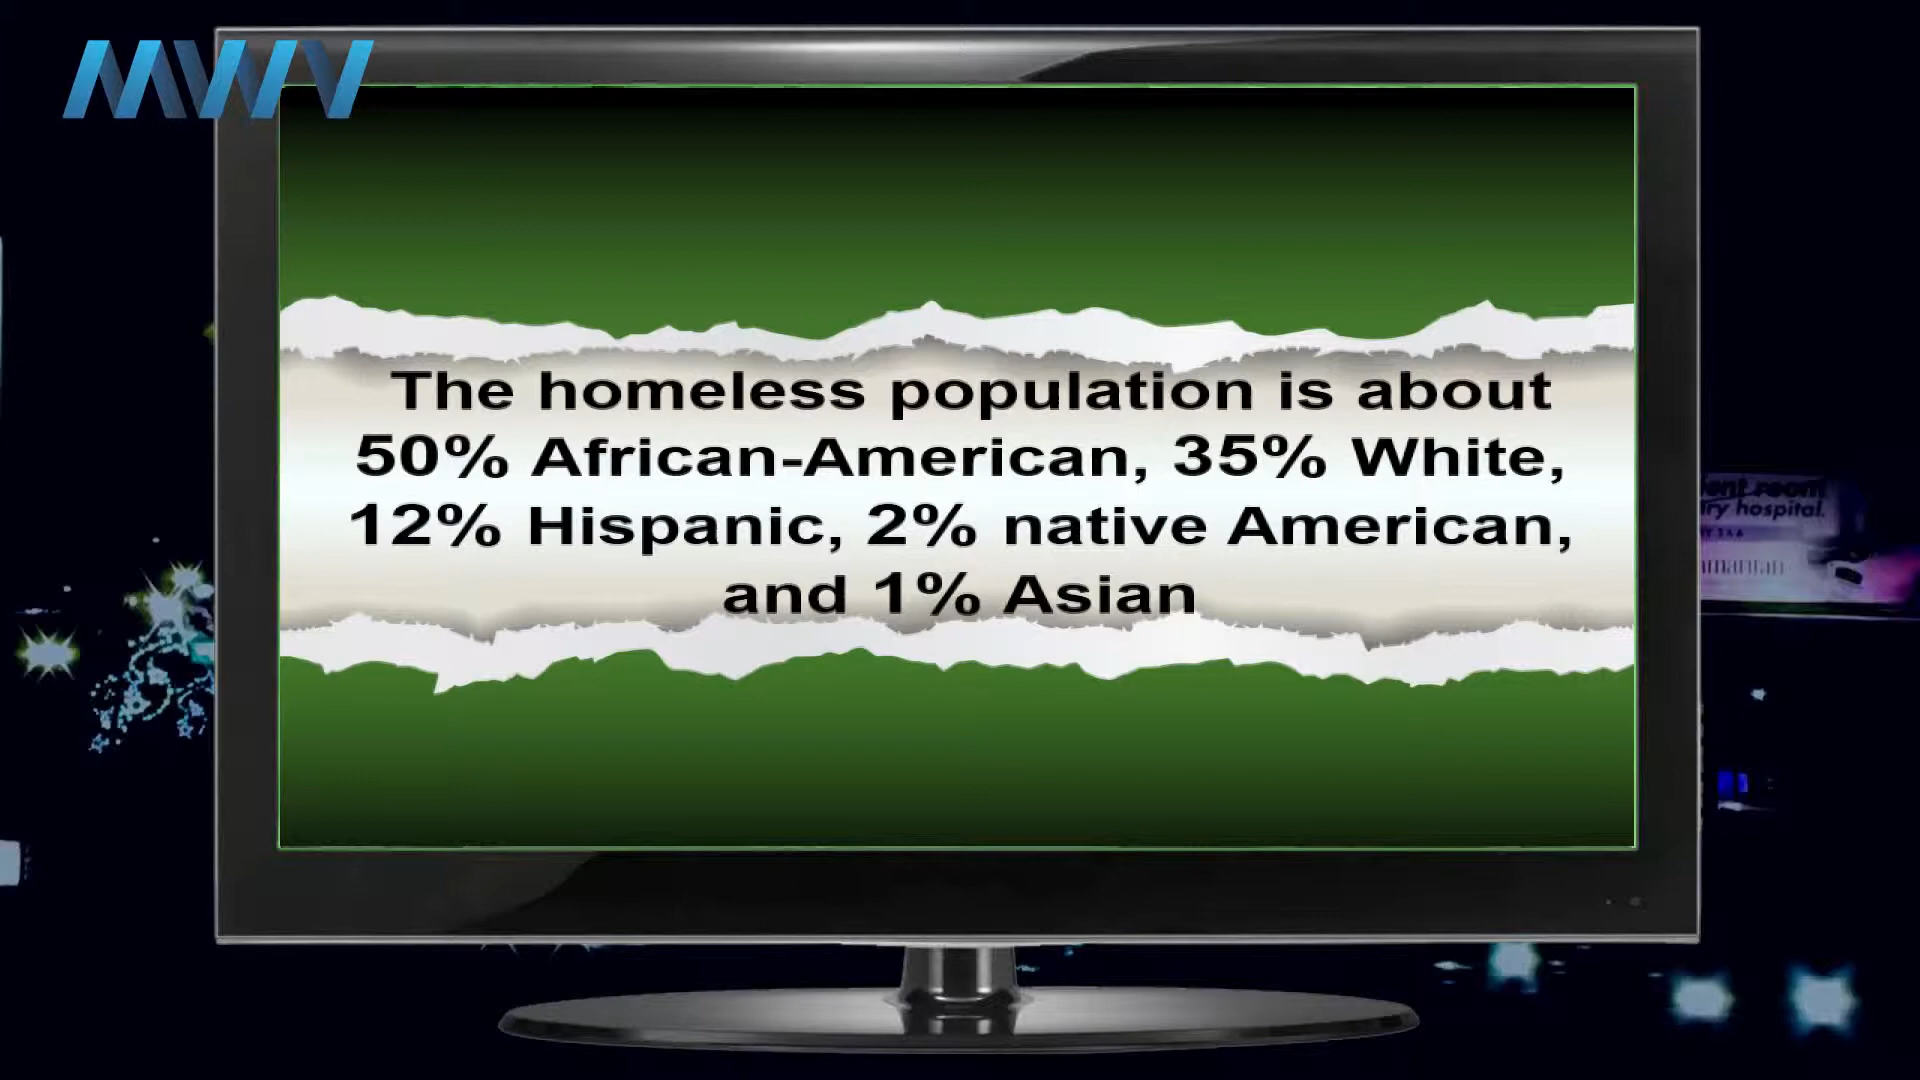 MWV
The homeless population is about
50% African-American, 35% White,
12% Hispanic, 2% native American,
and 1% Asian
hospital.